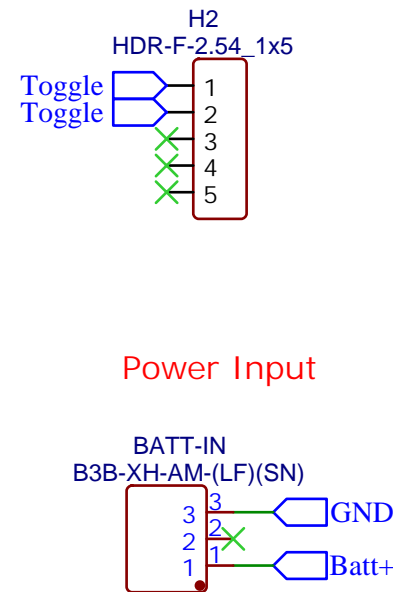 H2
HDR-F-2.54_1x5
Toggle 1
Toggle 2
3
4
5
Power Input
BATT-IN
B3B-XH-AM-(LF)(SN)
3 3 GND
2 2
1 1 Batt+